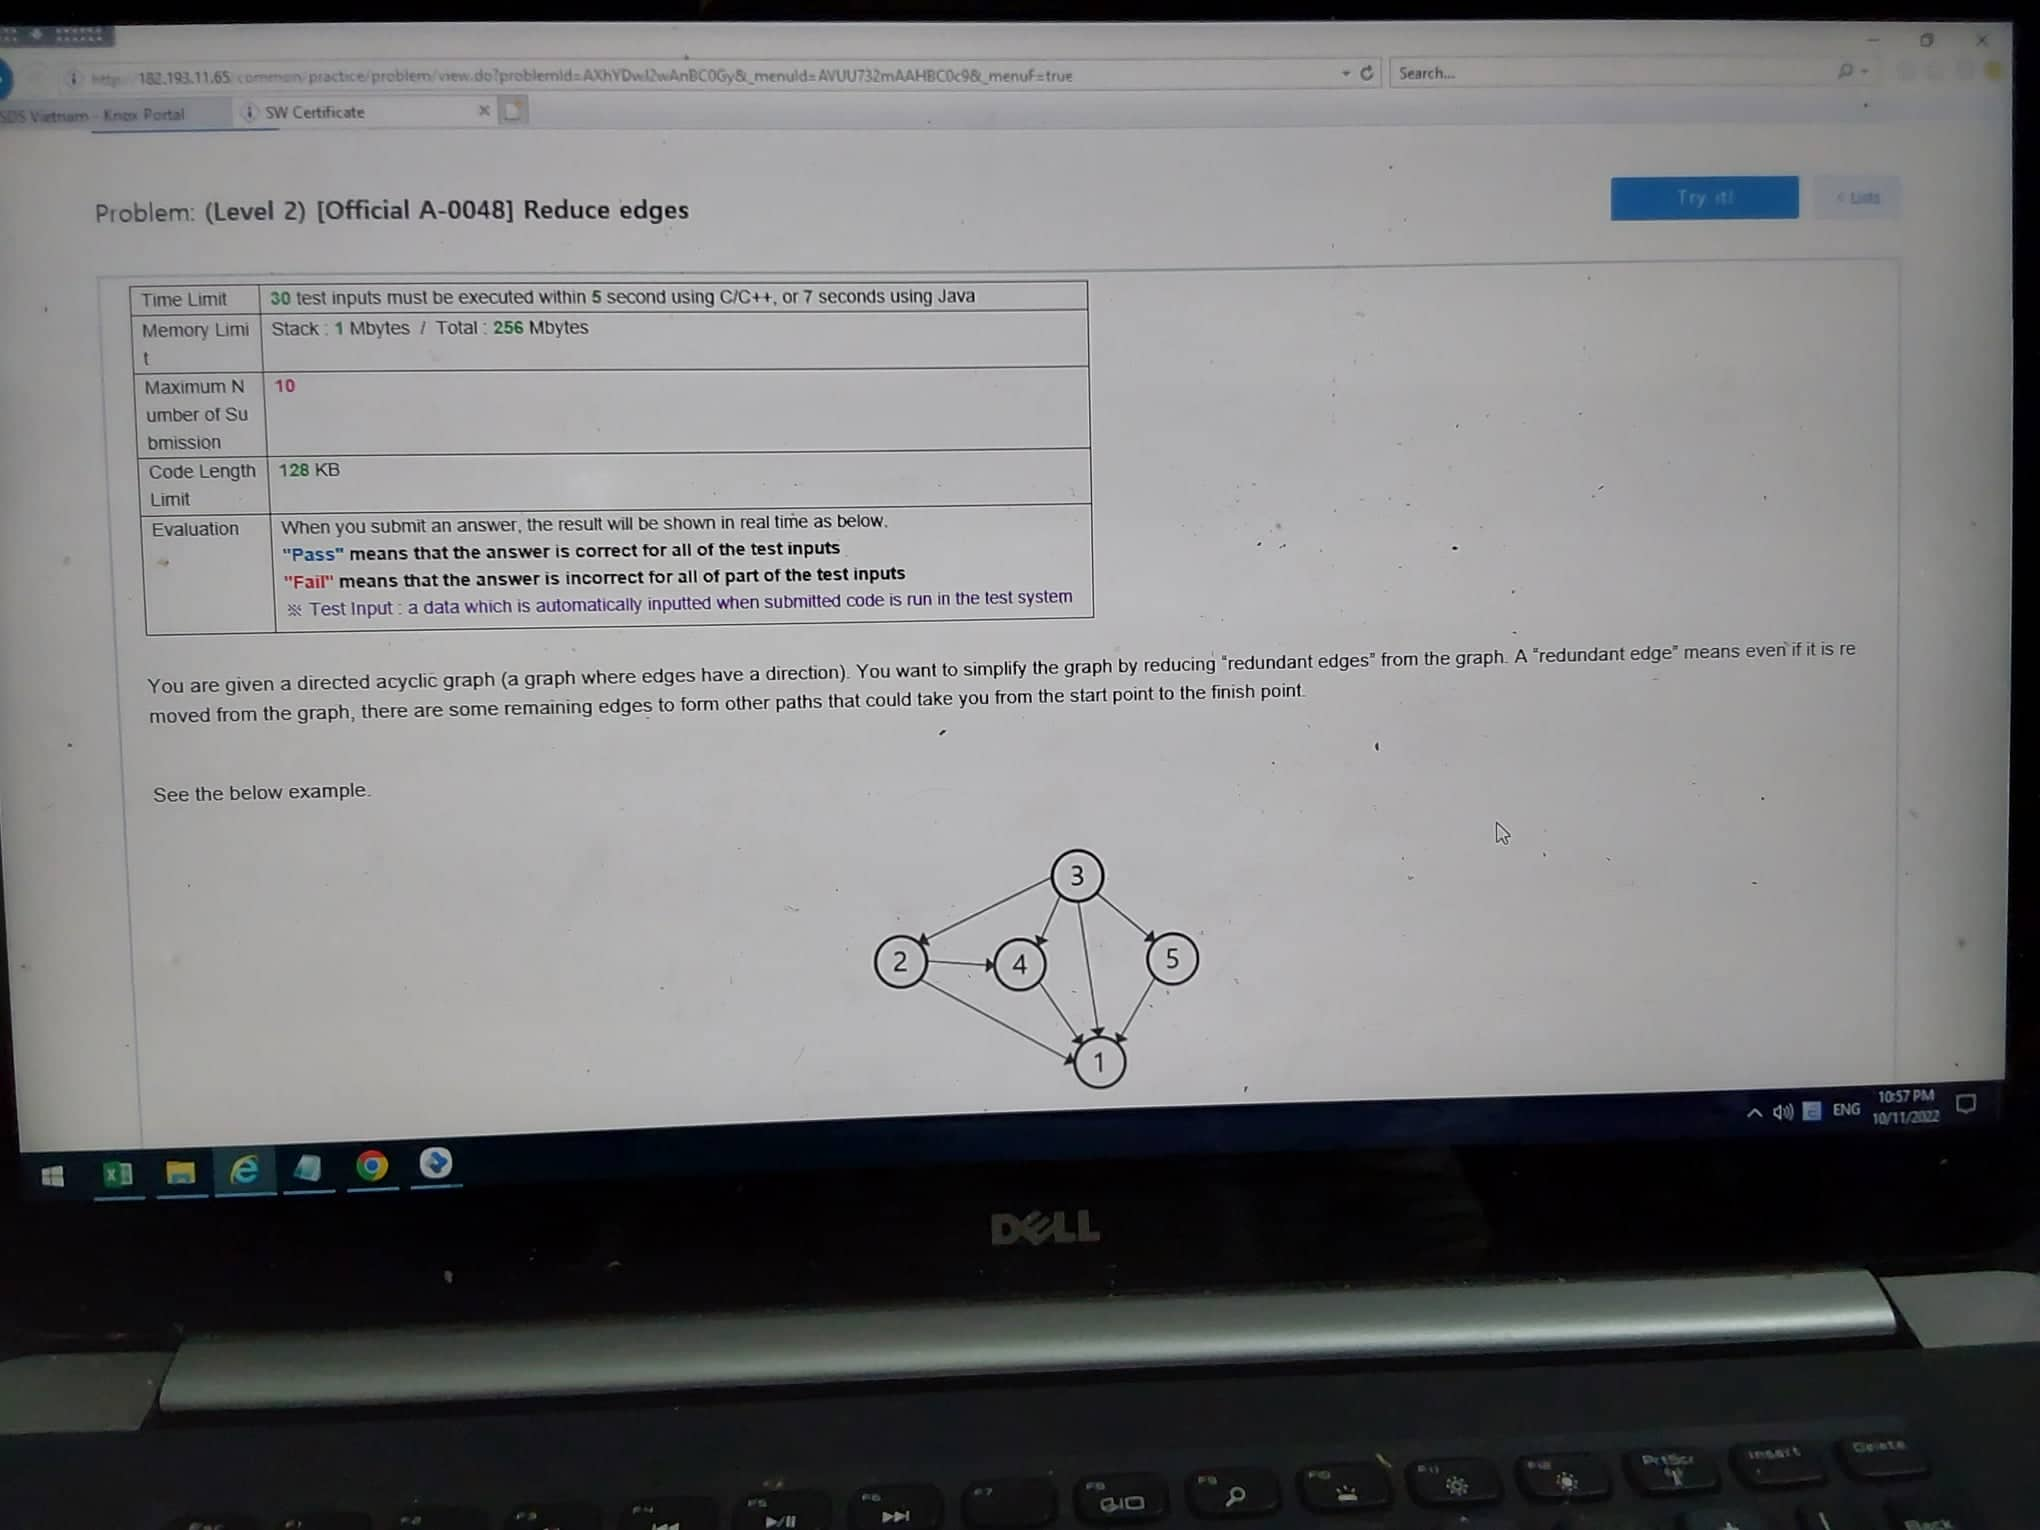 182.193.11.65 common/practice/problem/view.do?problemId=AXhYDwJ2wAnBC0Gy&_menuId=AVUU732mAAHBC0c9&_menuF=true
Search...
SDS Vietnam - Knox Portal
SW Certificate
Problem: (Level 2) [Official A-0048] Reduce edges
Try it!
< Lists
Time Limit
30 test inputs must be executed within 5 second using C/C++, or 7 seconds using Java
Memory Limi
t
Stack : 1 Mbytes / Total : 256 Mbytes
Maximum N
umber of Su
bmission
10
Code Length
Limit
128 KB
Evaluation
When you submit an answer, the result will be shown in real time as below.
"Pass" means that the answer is correct for all of the test inputs
"Fail" means that the answer is incorrect for all of part of the test inputs
※ Test Input : a data which is automatically inputted when submitted code is run in the test system
You are given a directed acyclic graph (a graph where edges have a direction). You want to simplify the graph by reducing “redundant edges” from the graph. A “redundant edge” means even if it is re
moved from the graph, there are some remaining edges to form other paths that could take you from the start point to the finish point.
See the below example.
3
2
4
5
1
ENG
10:57 PM
10/11/2022
DELL
PrtScr
Insert
Delete